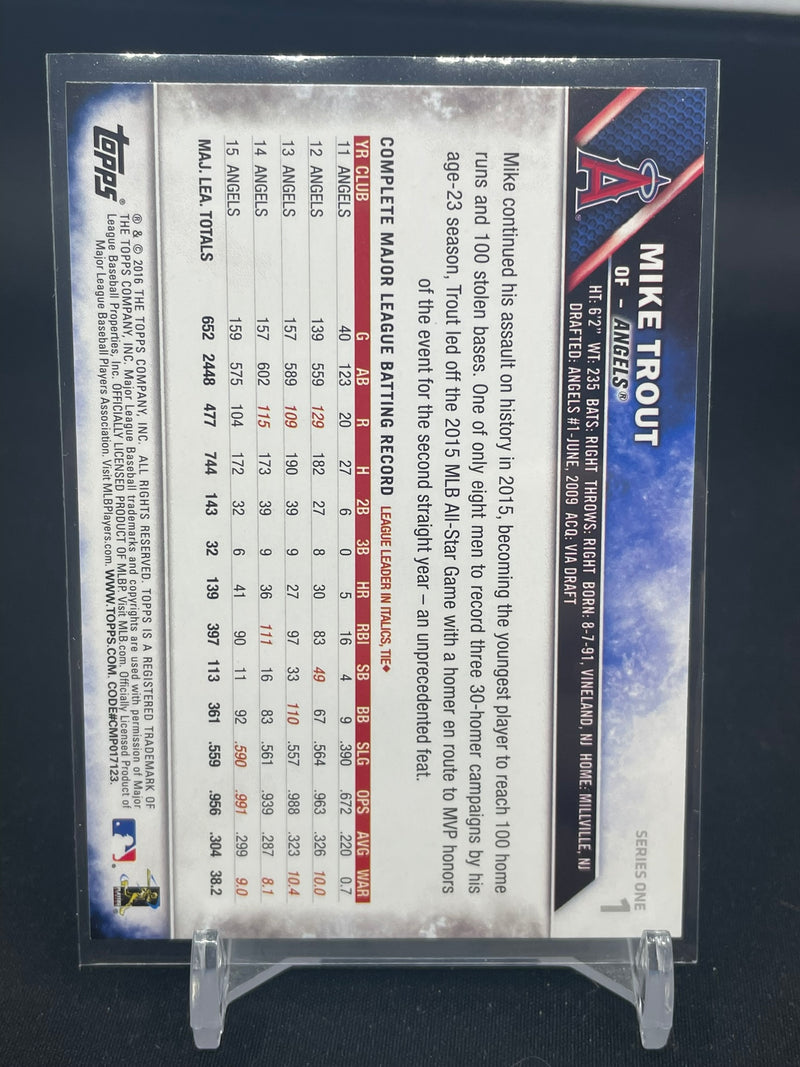 SERIES ONE
1
A
MIKE TROUT
OF – ANGELS®
HT: 6'2" WT: 235 BATS: RIGHT THROWS: RIGHT BORN: 8-7-91, VINELAND, NJ HOME: MILLVILLE, NJ
DRAFTED: ANGELS #1-JUNE, 2009 ACQ: VIA DRAFT
Mike continued his assault on history in 2015, becoming the youngest player to reach 100 home
runs and 100 stolen bases. One of only eight men to record three 30-homer campaigns by his
age-23 season, Trout led off the 2015 MLB All-Star Game with a homer en route to MVP honors
of the event for the second straight year – an unprecedented feat.
COMPLETE MAJOR LEAGUE BATTING RECORD LEAGUE LEADER IN ITALICS, TIE♦
YR CLUB G AB R H 2B 3B HR RBI SB BB SLG OPS AVG WAR
11 ANGELS 40 123 20 27 6 0 5 16 4 9 .390 .672 .220 0.7
12 ANGELS 139 559 129 182 27 8 30 83 49 67 .564 .963 .326 10.0
13 ANGELS 157 589 109 190 39 9 27 97 33 110 .557 .988 .323 10.4
14 ANGELS 157 602 115 173 39 9 36 111 16 83 .561 .939 .287 8.1
15 ANGELS 159 575 104 172 32 6 41 90 11 92 .590 .991 .299 9.0
MAJ. LEA. TOTALS 652 2448 477 744 143 32 139 397 113 361 .559 .956 .304 38.2
topps®
® & © 2016 THE TOPPS COMPANY, INC. ALL RIGHTS RESERVED. TOPPS IS A REGISTERED TRADEMARK OF
THE TOPPS COMPANY, INC. Major League Baseball trademarks and copyrights are used with permission of Major
League Baseball Properties, Inc. OFFICIALLY LICENSED PRODUCT OF MLBP. Visit MLB.com. Officially Licensed Product of
Major League Baseball Players Association. Visit MLBPlayers.com. WWW.TOPPS.COM. CODE#CMP017123.